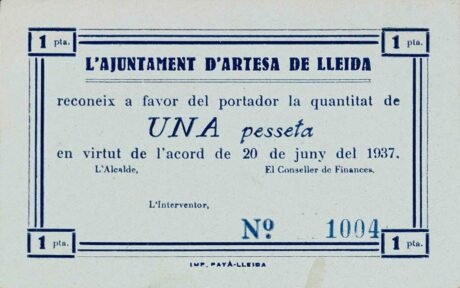 1 pta. 1 pta.
L'AJUNTAMENT D'ARTESA DE LLEIDA
reconeix a favor del portador la quantitat de
UNA pesseta
en virtut de l'acord de 20 de juny del 1937.
L'Alcalde, El Conseller de Finances.
L'Interventor,
Nº 1004
1 pta. 1 pta.
IMP. PAYÀ-LLEIDA